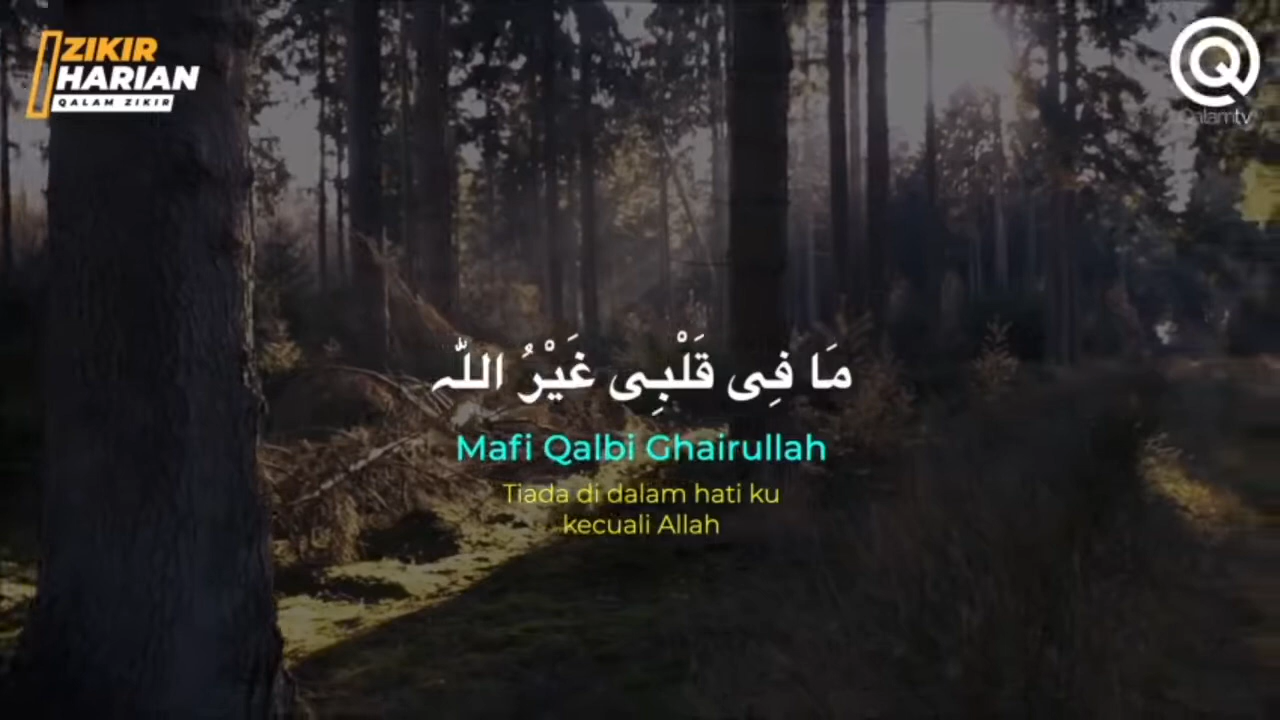 ZIKIR
HARIAN
QALAM ZIKIR
Qalamtv
مَا فِى قَلْبِى غَيْرُ اللّٰه
Mafi Qalbi Ghairullah
Tiada di dalam hati ku
kecuali Allah